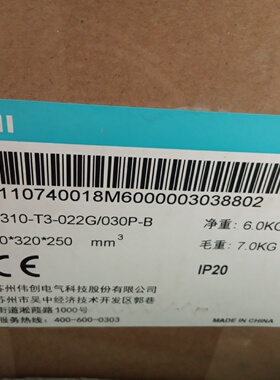 110740018M6000003038802
310-T3-022G/030P-B
净重: 6.0KG
0*320*250 mm³
毛重: 7.0KG
IP20
苏州伟创电气科技股份有限公司
苏州市吴中经济技术开发区郭巷
街道淞葭路1000号
服务热线: 400-600-0303
MADE IN CHINA